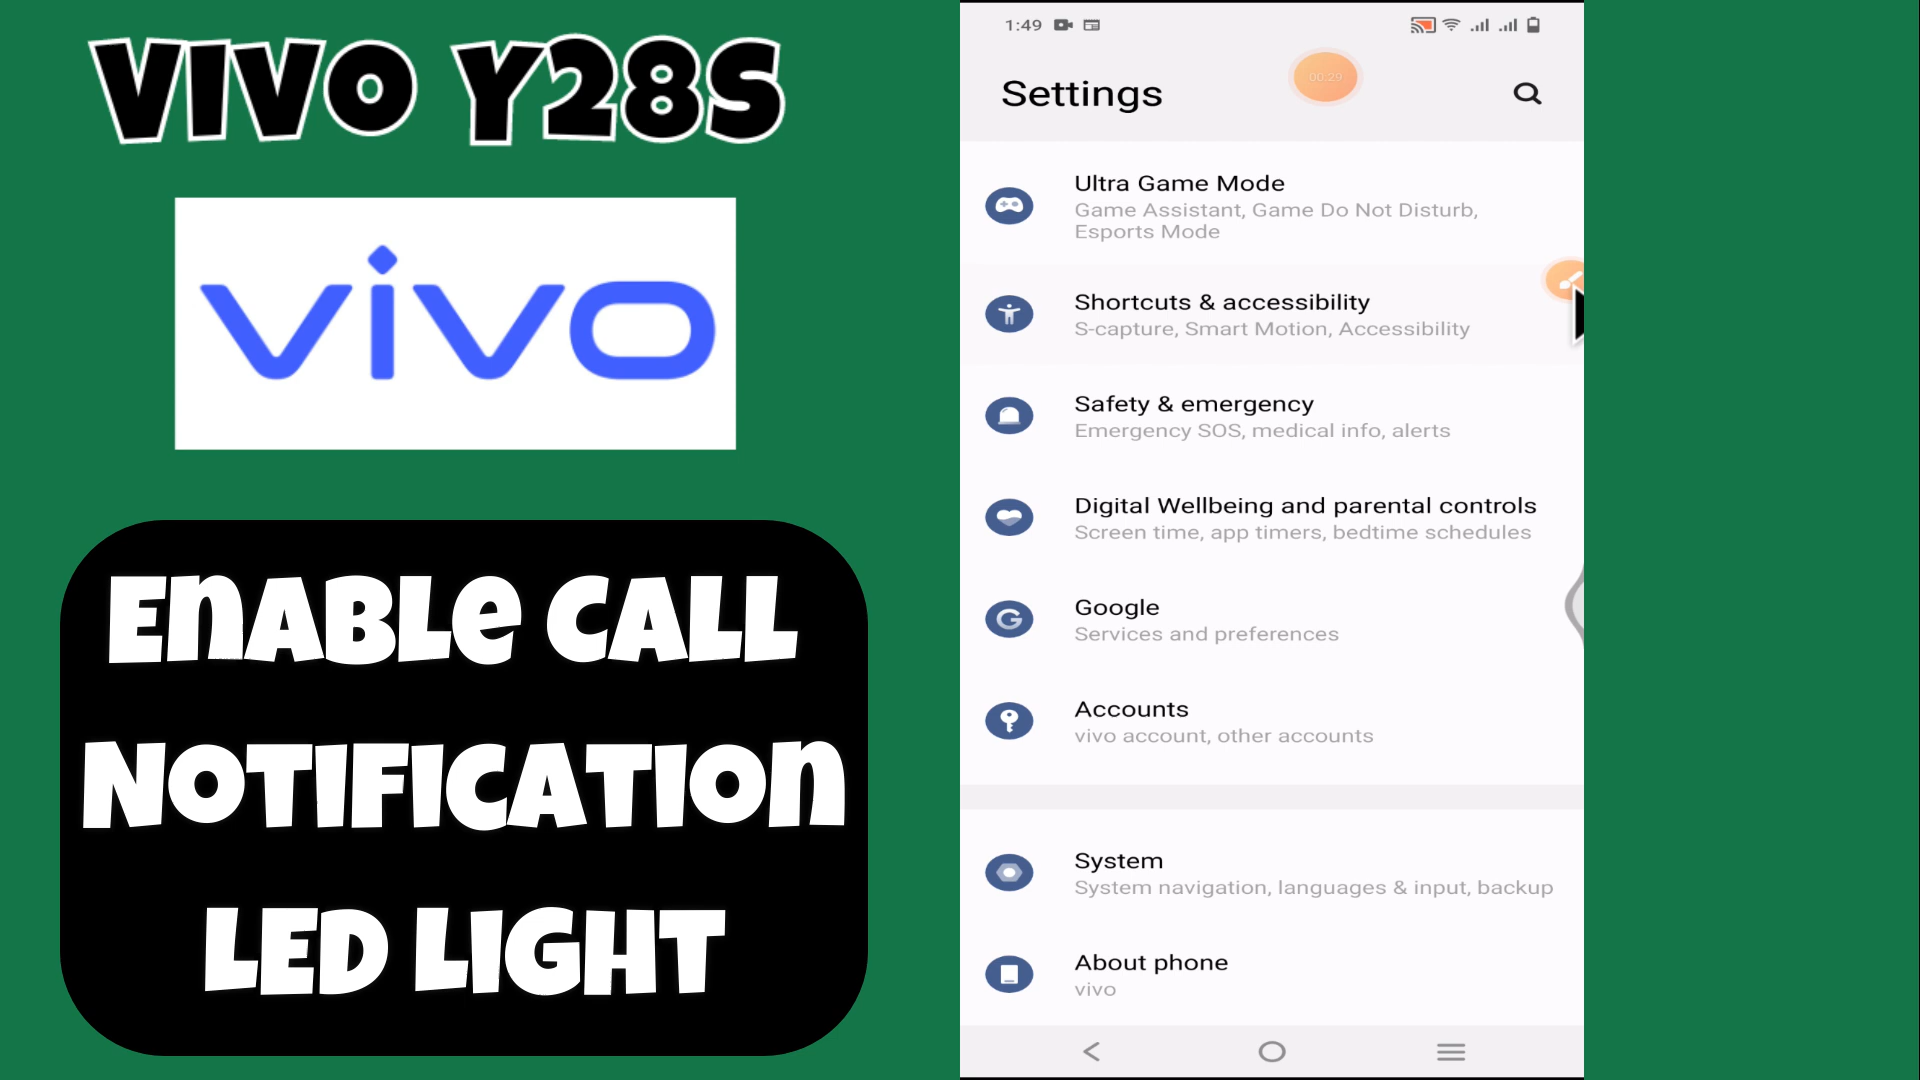 VIVO Y28S
vivo
ENABLE CALL
NOTIFICATION
LED LIGHT
1:49
00:29
Settings
Ultra Game Mode
Game Assistant, Game Do Not Disturb,
Esports Mode
Shortcuts & accessibility
S-capture, Smart Motion, Accessibility
Safety & emergency
Emergency SOS, medical info, alerts
Digital Wellbeing and parental controls
Screen time, app timers, bedtime schedules
Google
Services and preferences
Accounts
vivo account, other accounts
System
System navigation, languages & input, backup
About phone
vivo